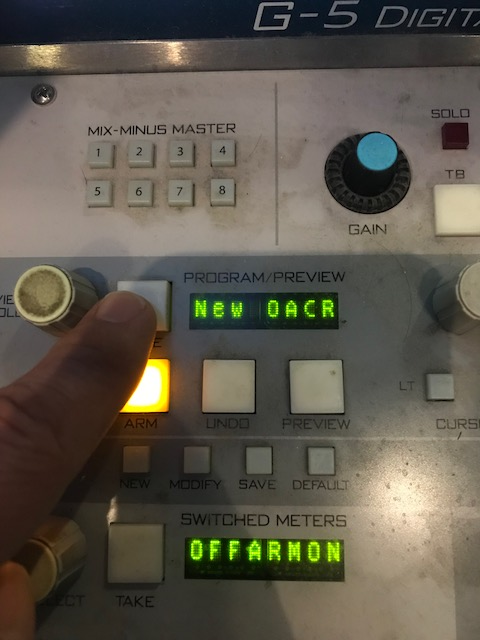 G-5 DIGIT
SOLO
MIX-MINUS MASTER
1 2 3 4
TB
5 6 7 8
GAIN
PROGRAM/PREVIEW
New OACR
LT
ARM UNDO PREVIEW
CURS
NEW MODIFY SAVE DEFAULT
SWITCHED METERS
OFFARMON
TAKE